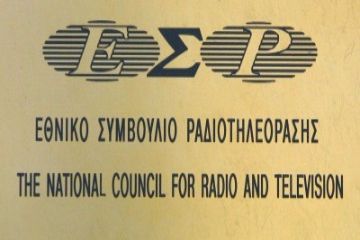 ΕΣΡ
ΕΘΝΙΚΟ ΣΥΜΒΟΥΛΙΟ ΡΑΔΙΟΤΗΛΕΟΡΑΣΗΣ
THE NATIONAL COUNCIL FOR RADIO AND TELEVISION